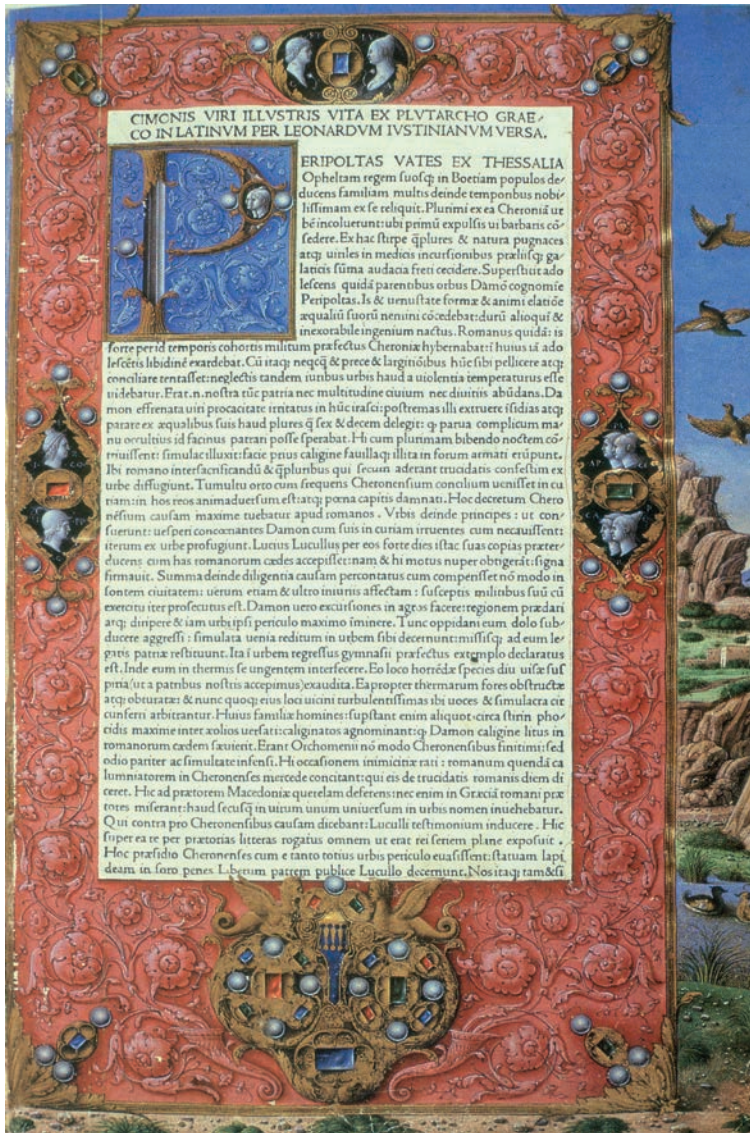 CIMONIS VIRI ILLVSTRIS VITA EX PLVTARCHO GRAE-
CO IN LATINVM PER LEONARDVM IVSTINIANVM VERSA.
PERIPOLTAS VATES EX THESSALIA
Opheltam regem suosq; in Boetiam populos de-
ducens familiam multis deinde temporibus nobi-
lissimam ex se reliquit. Plurimi ex ea Cheroniā ur
bē incoluerunt: ubi primū expulsis ui barbaris cō-
sedere. Ex hac stirpe q̄plures & natura pugnaces
atq; uiriles in medicis incursionibus præliisq; ga-
laticis sūma audacia freti cecidere. Superstuit ado
lescens quidā parentibus orbus Damō cognomīe
Peripoltas. Is & uenustate formæ & animi elatiōe
æqualiū suorū nemini cōcedebat: durū alioquī &
inexorabile ingenium nactus. Romanus quidā: is
forte per id temporis cohortis militum præfectus Cheroniæ hybernabat: ī huius iā ado
lescētis libidinē exardebat. Cū itaq; neqcq̄ & prece & largitiōibus hūc sibi pellicere atq;
conciliare tentasset: neglectis tandem iuribus urbis haud a uiolentia temperaturus esse
uidebatur. Erat .n. nostra tūc patria nec multitudine ciuium nec diuitiis abūdans. Da
mon effrenata uiri procacitate irritatus in hūc irasci: postremas illi extruere īsidias atq;
parare ex æqualibus suis haud plures q̄ sex & decem delegit: q; parua complicum ma-
nu occultius id facinus patrari posse sperabat. Hi cum plurimam bibendo noctem cō-
triuissent: simulac illuxit: facie prius caligine fauillaq; illita in forum armati erūpunt.
Ibi romano inter sacrificandū & q̄pluribus qui secum aderant trucidatis confestim ex
urbe diffugiunt. Tumultu orto cum frequens Cheronensium concilium uenisset in cu
riam: in hos reos animaduersum est: atq; pœna capitis damnati. Hoc decretum Chero
nēsium causam maxime tuebatur apud romanos. Vrbis deinde principes: ut con-
suerunt: uesperi concœnantes Damon cum suis in curiam irruentes cum necauissent:
iterum ex urbe profugiunt. Lucius Lucullus per eos forte dies istac suas copias præter-
ducens cum has romanorum cædes accepisset: nam & hi motus nuper obtigerāt: signa
firmauit. Summa deinde diligentia causam percontatus cum compensset nō modo in
sontem ciuitatem: uerum etiam & ultro iniuriis affectam: susceptis militibus suū cū
exercitu iter prosecutus est. Damon uero excursiones in agros facere: regionem prædari
atq; diripere & iam urbi ipsi periculo maximo īminere. Tunc oppidani eum dolo sub-
ducere aggressi: simulata uenia reditum in urbem sibi decernunt: missisq; ad eum le-
gatis patriæ restituunt. Ita ī urbem regressus gymnasii præfectus extemplo declaratus
est. Inde eum in thermis se ungentem interfecere. Eo loco horrēdæ species diu uisæ sus
piria (ut a patribus nostris accepimus) exaudita. Ea propter thermarum fores obstructæ
atq; obturatæ: & nunc quoq; eius loci uicini turbulentissimas ibi uoces & simulacra cir
cunferri arbitrantur. Huius familiæ homines: supstant enim aliquot circa stirin pho-
cidis maxime inter æolios uersati: caliginatos agnominant: q; Damon caligine litus in
romanorum cædem sæuierit. Erant Orchomenii nō modo Cheronensibus finitimi: sed
odio pariter ac simultate infensi. Hi occasionem inimicitiæ rati: romanum quendā ca
lumniatorem in Cheronenses mercede concitant: qui eis de trucidatis romanis diem di
ceret. Hic ad prætorem Macedoniæ querelam deferens: nec enim in Græciā romani præ
tores miserant: haud secusq̄ in uirum unum uniuersum in urbis nomen inuehebatur.
Qui contra pro Cheronensibus causam dicebant: Luculli testimonium inducere. Hic
super ea re per prætorias litteras rogatus omnem ut erat rei seriem plane exposuit.
Hoc præsidio Cheronenses cum e tanto totius urbis periculo euasissent: statuam lapi
deam in foro penes Liberum patrem publice Lucullo decernunt. Nos itaq; tam & si